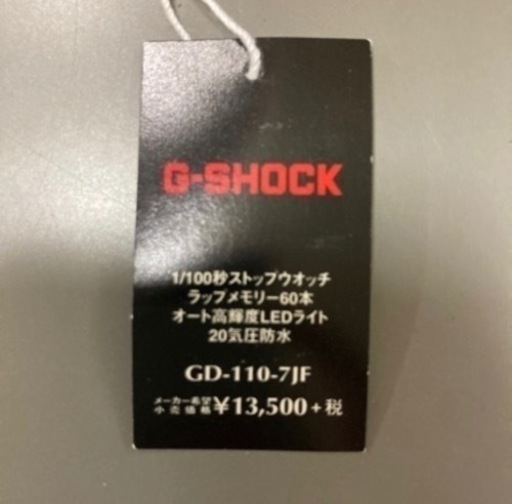 G-SHOCK
1/100秒ストップウオッチ
ラップメモリー60本
オート高輝度LEDライト
20気圧防水
GD-110-7JF
メーカー希望
小売価格 ¥13,500+税